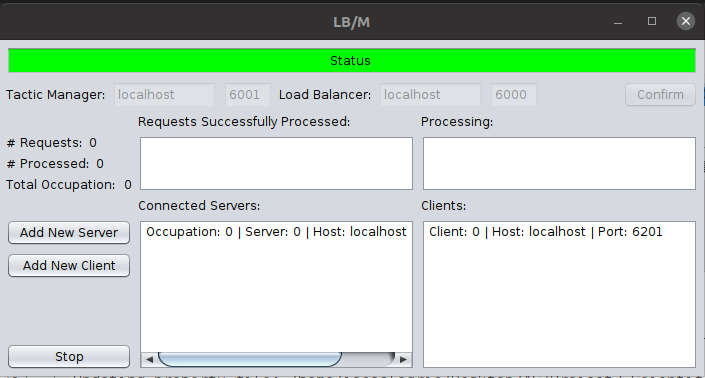 LB/M
Status
Tactic Manager: localhost 6001 Load Balancer: localhost 6000 Confirm
Requests Successfully Processed: Processing:
# Requests: 0
# Processed: 0
Total Occupation: 0
Connected Servers: Clients:
Add New Server
Add New Client
Occupation: 0 | Server: 0 | Host: localhost
Client: 0 | Host: localhost | Port: 6201
Stop